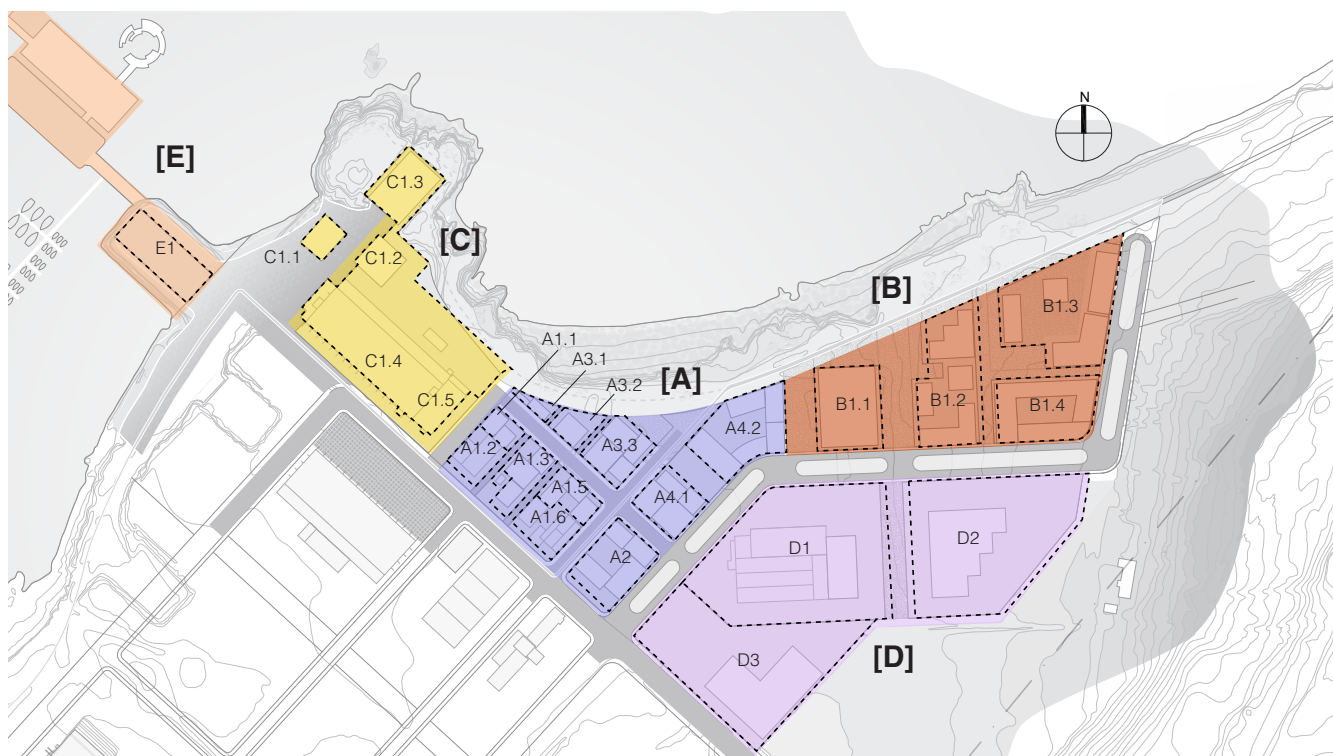 N
[E]
C1.3
[C]
E1
C1.1
C1.2
[B]
B1.3
A1.1
A3.1
C1.4
[A]
A3.2
C1.5
B1.1
B1.2
B1.4
A4.2
A1.2
A1.3
A3.3
A1.5
A4.1
A1.6
A2
D1
D2
D3
[D]